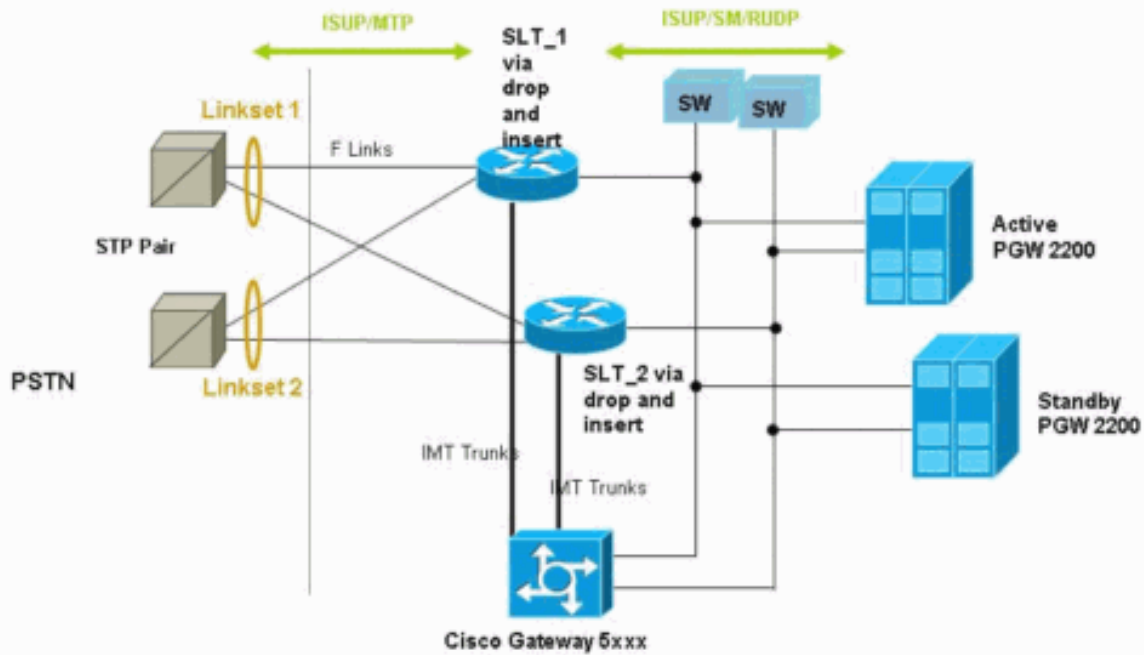 ISUP/MTP
ISUP/SM/RUDP
SLT_1
via
drop
and
insert
SW
SW
Linkset 1
F Links
STP Pair
Active
PGW 2200
Linkset 2
PSTN
SLT_2 via
drop and
insert
Standby
PGW 2200
IMT Trunks
IMT Trunks
Cisco Gateway 5xxx